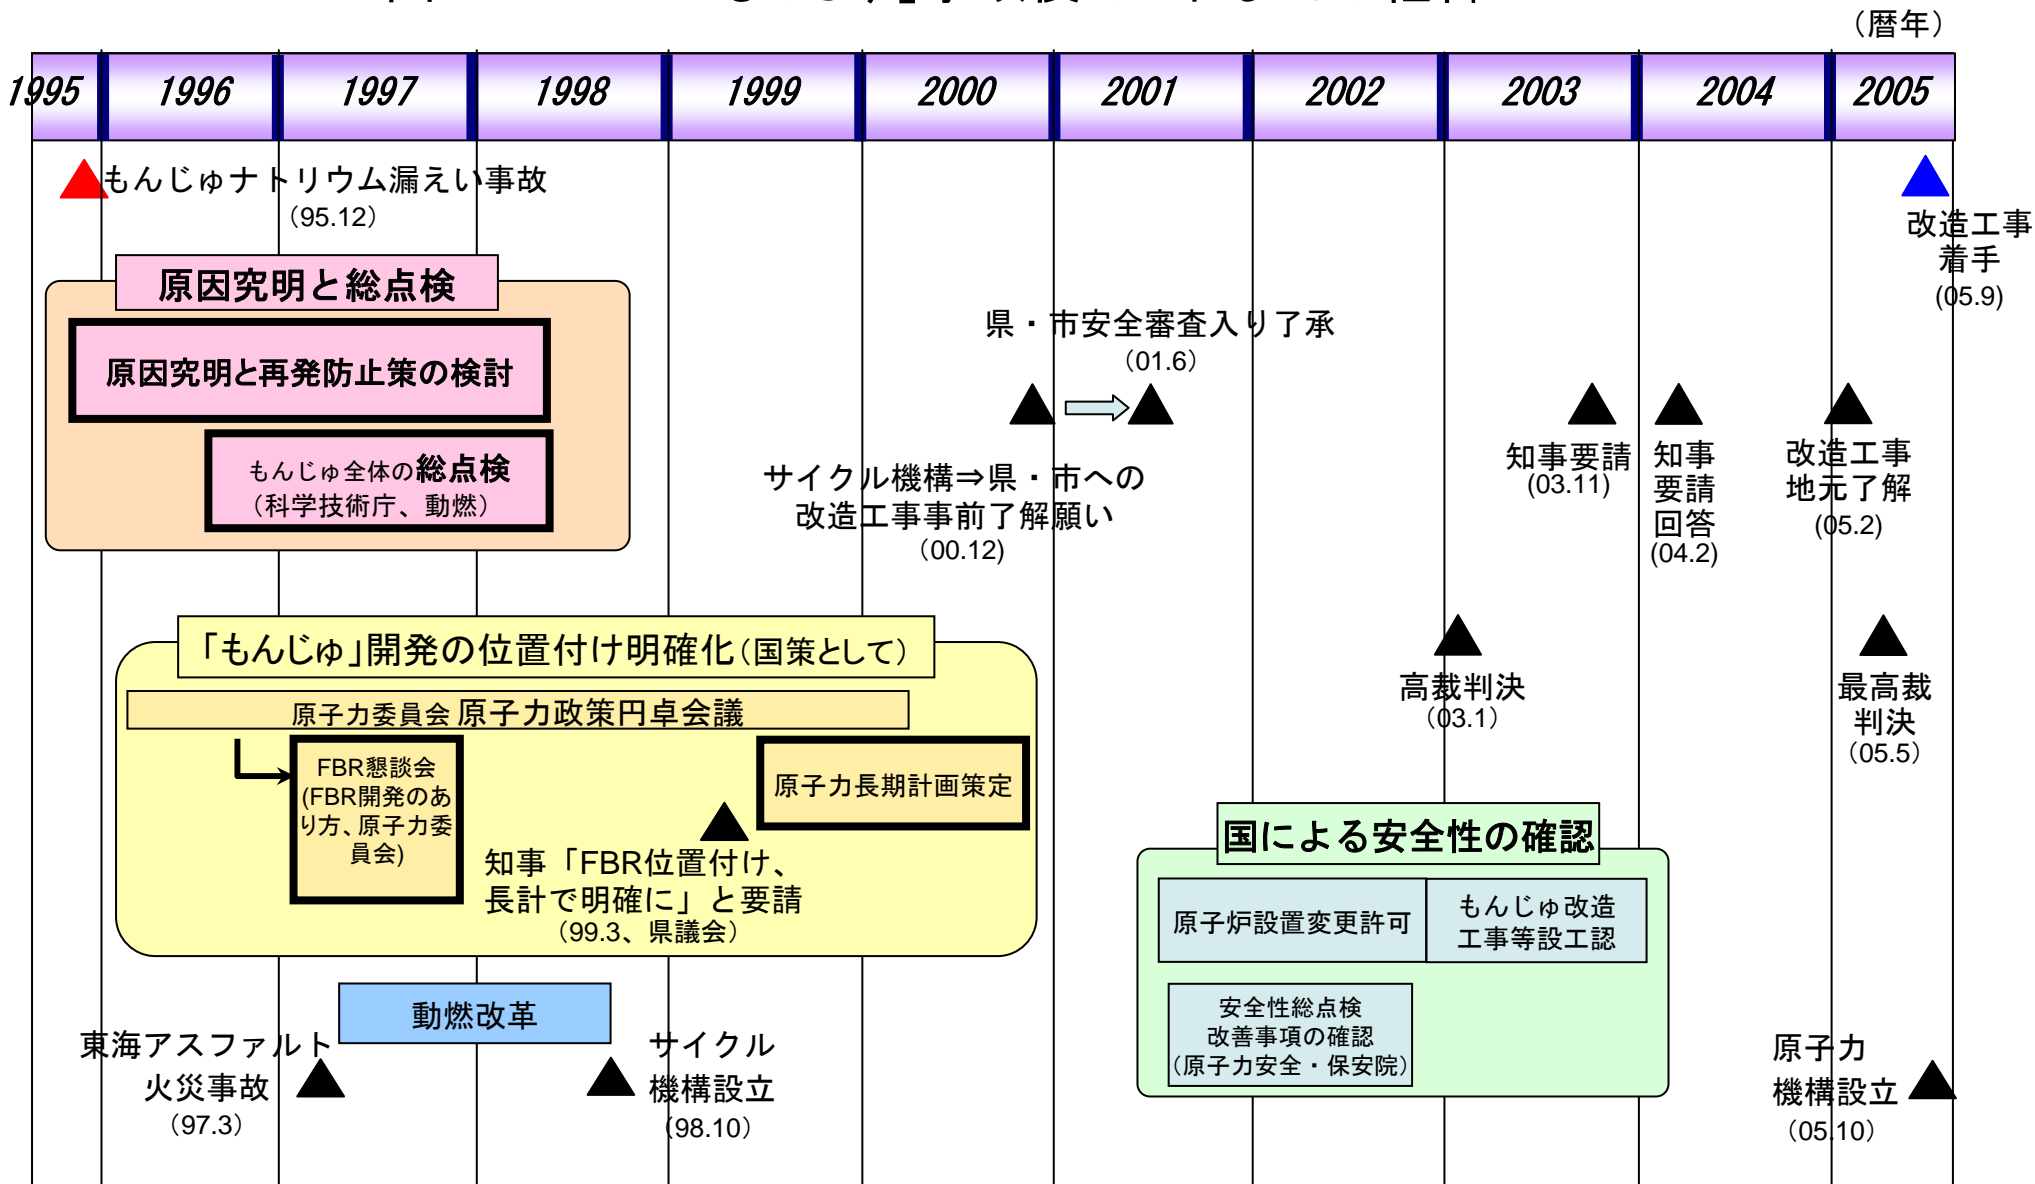 （暦年）
1995 1996 1997 1998 1999 2000 2001 2002 2003 2004 2005
もんじゅナトリウム漏えい事故
（95.12）
改造工事
着手
(05.9)
原因究明と総点検
原因究明と再発防止策の検討
もんじゅ全体の総点検
（科学技術庁、動燃）
県・市安全審査入り了承
（01.6）
サイクル機構⇒県・市への
改造工事事前了解願い
（00.12)
知事要請
(03.11)
知事
要請
回答
(04.2)
改造工事
地元了解
(05.2)
高裁判決
（03.1）
最高裁
判決
（05.5）
「もんじゅ」開発の位置付け明確化（国策として）
原子力委員会 原子力政策円卓会議
FBR懇談会
(FBR開発のあ
り方、原子力委
員会)
原子力長期計画策定
知事「FBR位置付け、
長計で明確に」と要請
（99.3、県議会）
国による安全性の確認
原子炉設置変更許可
もんじゅ改造
工事等設工認
安全性総点検
改善事項の確認
（原子力安全・保安院）
動燃改革
東海アスファルト
火災事故
（97.3）
サイクル
機構設立
（98.10）
原子力
機構設立
（05.10）